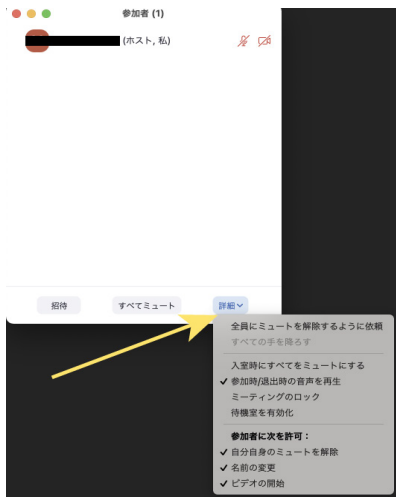 参加者 (1)
(ホスト, 私)
招待
すべてミュート
詳細
全員にミュートを解除するように依頼
すべての手を降ろす
入室時にすべてをミュートにする
参加時/退出時の音声を再生
ミーティングのロック
待機室を有効化
参加者に次を許可：
自分自身のミュートを解除
名前の変更
ビデオの開始